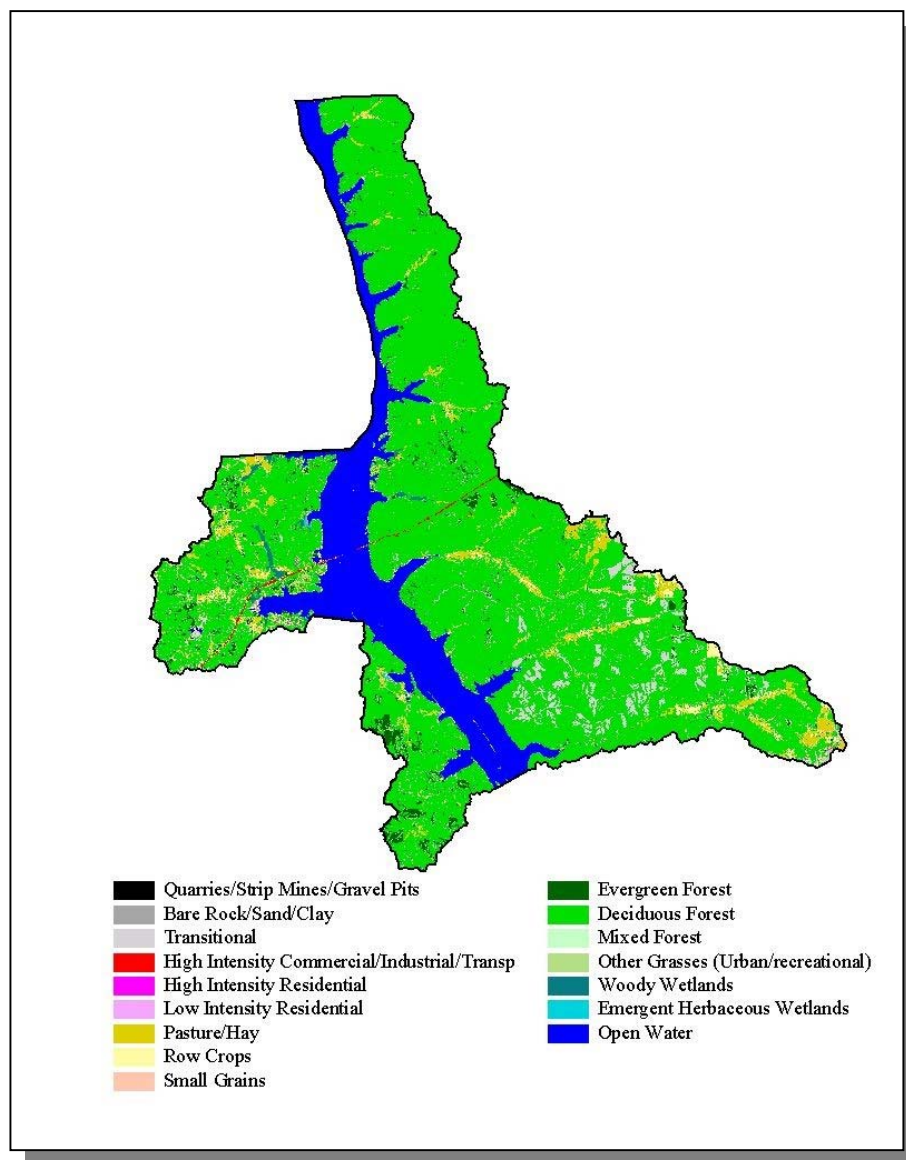 Quarries/Strip Mines/Gravel Pits
Bare Rock/Sand/Clay
Transitional
High Intensity Commercial/Industrial/Transp
High Intensity Residential
Low Intensity Residential
Pasture/Hay
Row Crops
Small Grains
Evergreen Forest
Deciduous Forest
Mixed Forest
Other Grasses (Urban/recreational)
Woody Wetlands
Emergent Herbaceous Wetlands
Open Water